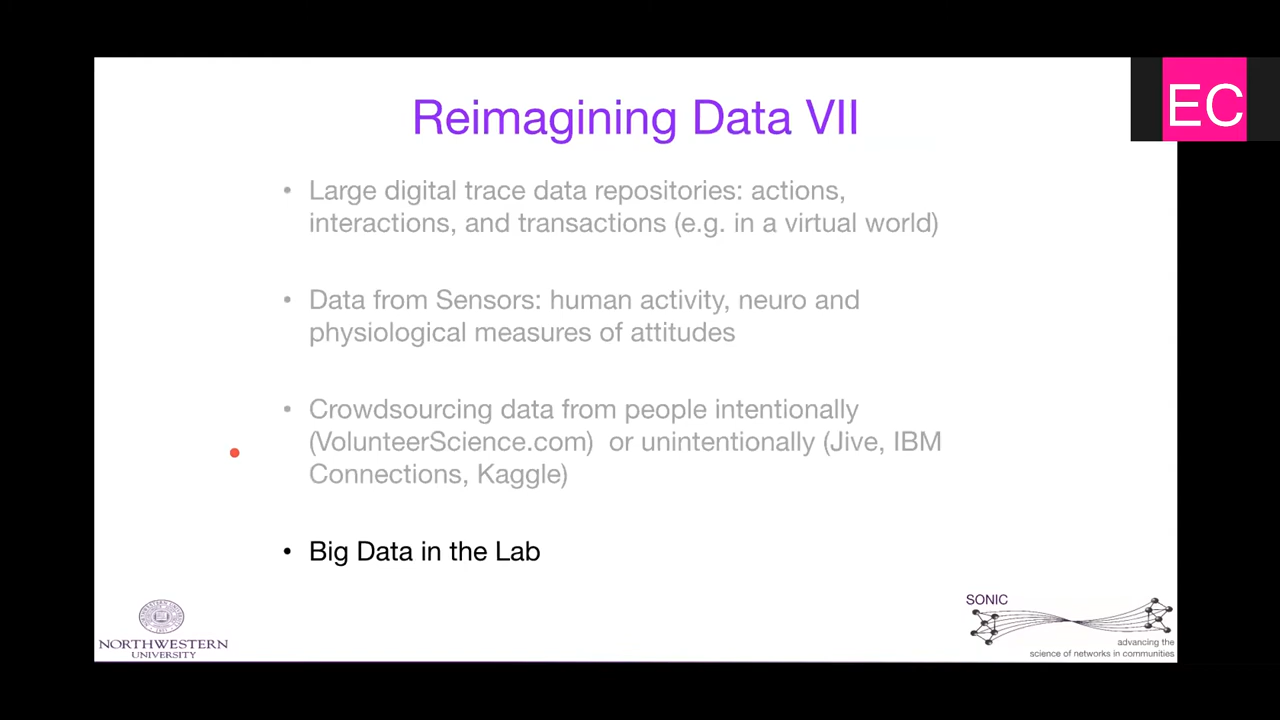 Reimagining Data VII
EC
• Large digital trace data repositories: actions,
interactions, and transactions (e.g. in a virtual world)
• Data from Sensors: human activity, neuro and
physiological measures of attitudes
• Crowdsourcing data from people intentionally
(VolunteerScience.com) or unintentionally (Jive, IBM
Connections, Kaggle)
• Big Data in the Lab
NORTHWESTERN
UNIVERSITY
SONIC
advancing the
science of networks in communities